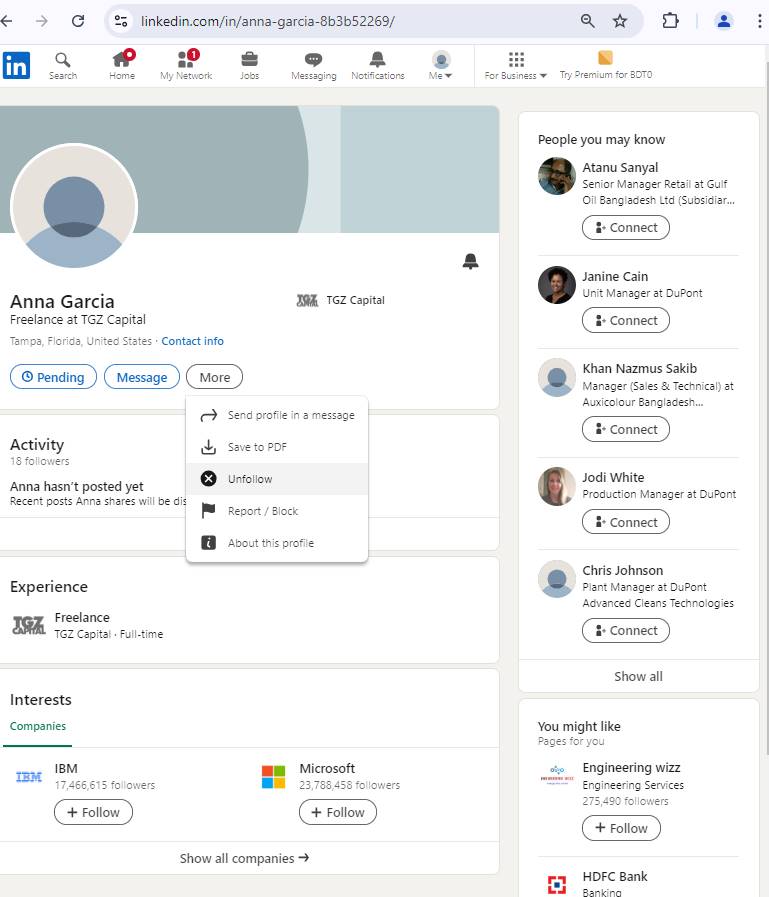 linkedin.com/in/anna-garcia-8b3b52269/
in
Search
Home
1
My Network
Jobs
Messaging
Notifications
Me
For Business
Try Premium for BDT0
Anna Garcia
Freelance at TGZ Capital
Tampa, Florida, United States · Contact info
TGZ CAPITAL
TGZ Capital
Pending
Message
More
Send profile in a message
Save to PDF
Unfollow
Report / Block
About this profile
Activity
18 followers
Anna hasn't posted yet
Recent posts Anna shares will be dis
Experience
TGZ CAPITAL
Freelance
TGZ Capital · Full-time
Interests
Companies
IBM
IBM
17,466,615 followers
+ Follow
Microsoft
23,788,458 followers
+ Follow
Show all companies →
People you may know
Atanu Sanyal
Senior Manager Retail at Gulf
Oil Bangladesh Ltd (Subsidiar...
Connect
Janine Cain
Unit Manager at DuPont
Connect
Khan Nazmus Sakib
Manager (Sales & Technical) at
Auxicolour Bangladesh...
Connect
Jodi White
Production Manager at DuPont
Connect
Chris Johnson
Plant Manager at DuPont
Advanced Cleans Technologies
Connect
Show all
You might like
Pages for you
ENGINEERING WIZZ
Engineering wizz
Engineering Services
275,490 followers
+ Follow
HDFC Bank
Banking